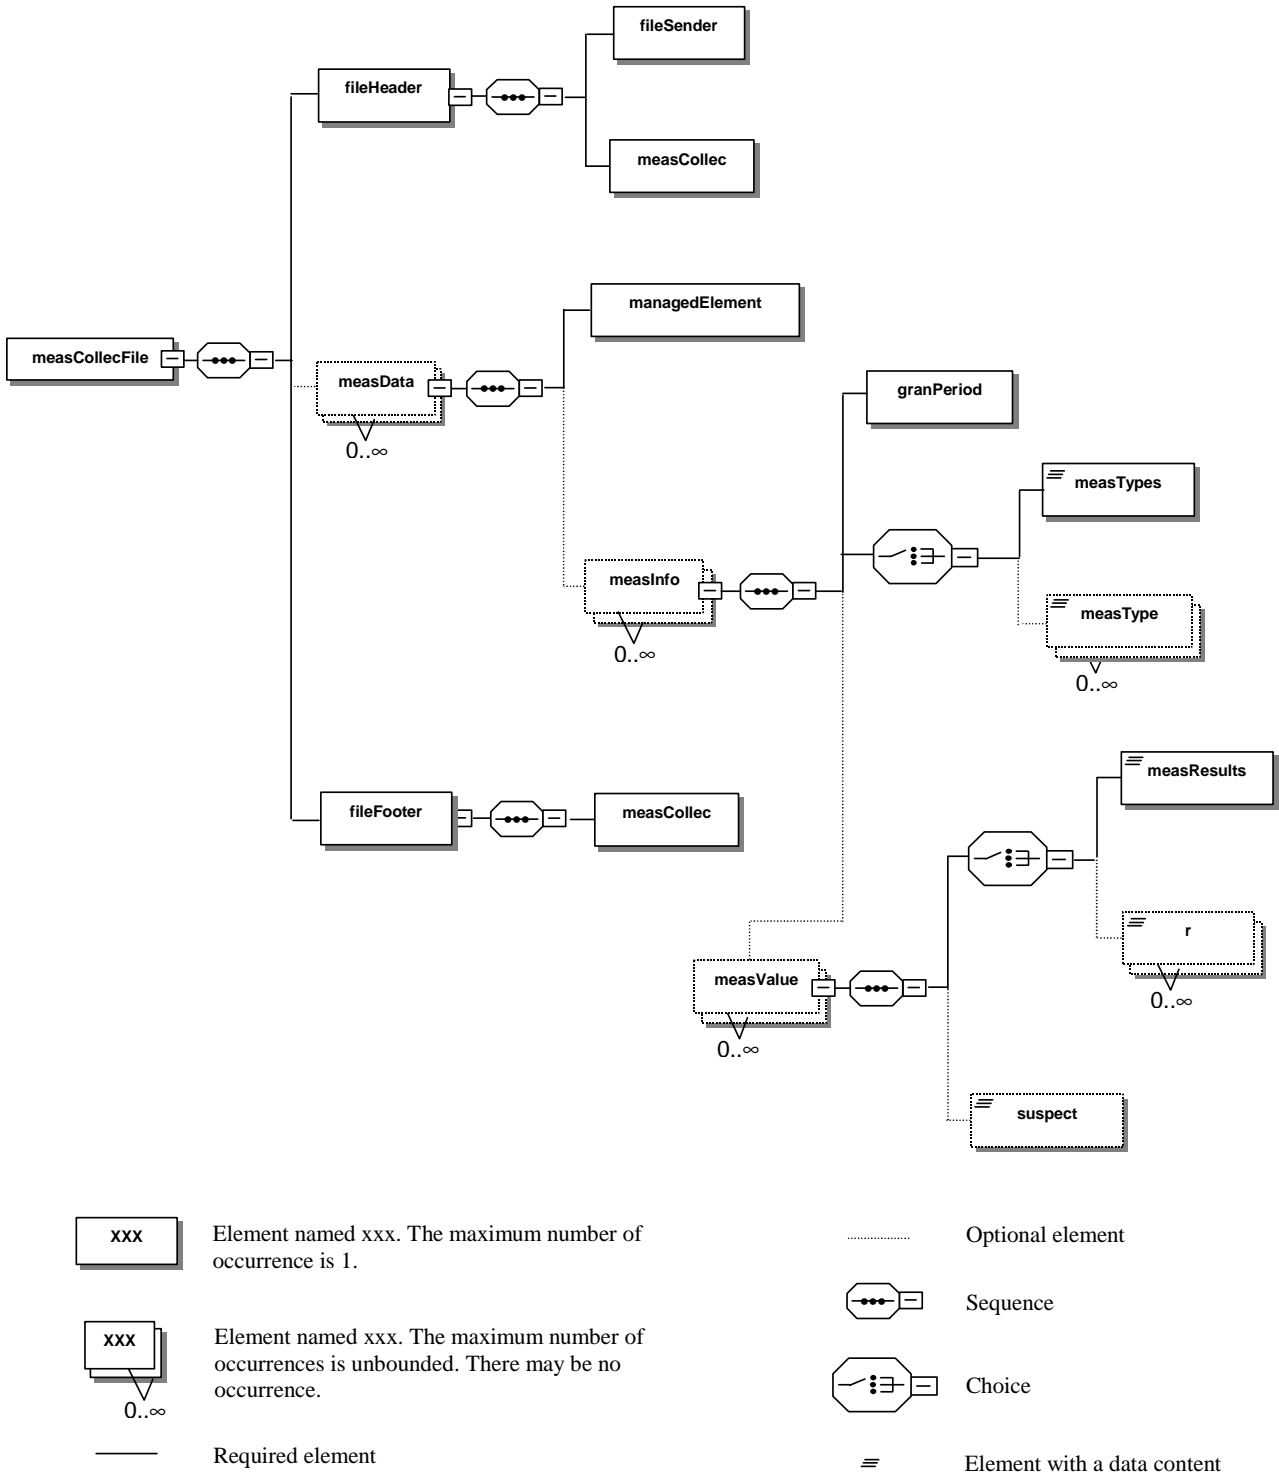 fileSender
fileHeader
measCollec
managedElement
measCollecFile
measData
0..∞
granPeriod
measTypes
measInfo
0..∞
measType
0..∞
measResults
fileFooter
measCollec
r
0..∞
measValue
0..∞
suspect
XXX
Element named xxx. The maximum number of
occurrence is 1.
XXX
0..∞
Element named xxx. The maximum number of
occurrences is unbounded. There may be no
occurrence.
Required element
Optional element
Sequence
Choice
Element with a data content